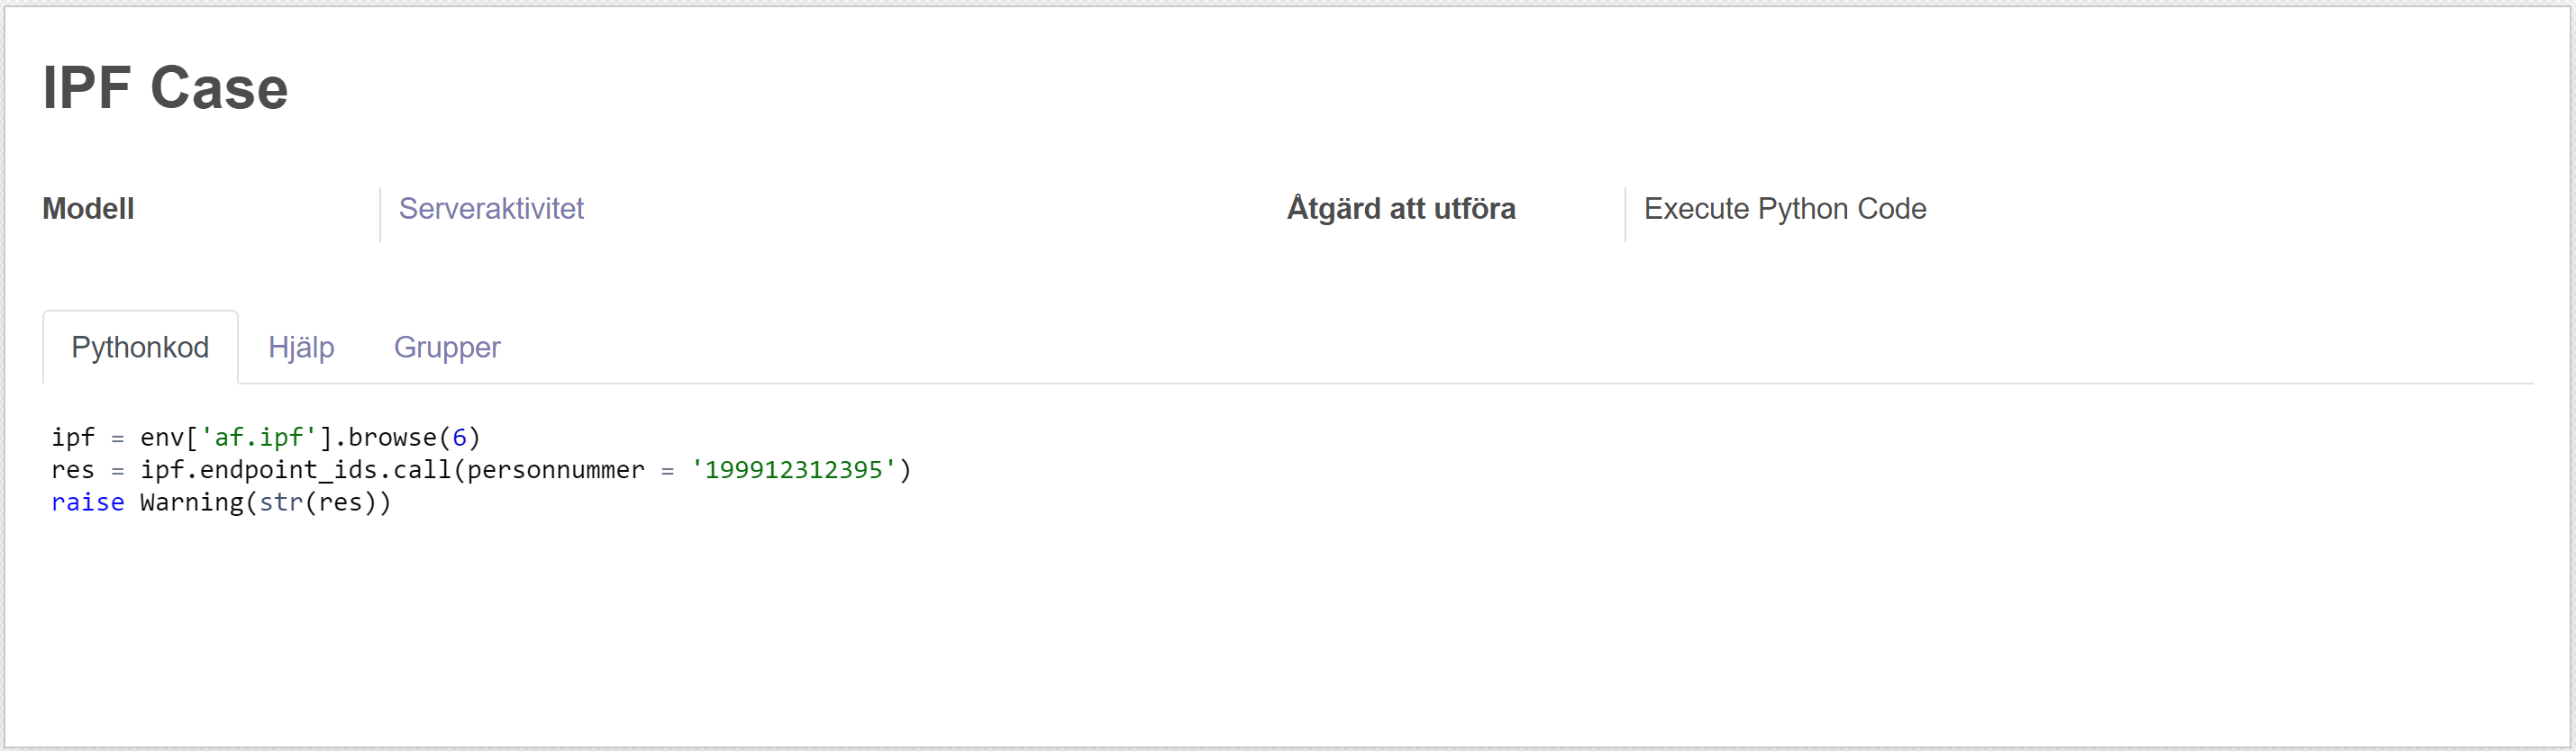 IPF Case
Modell Serveraktivitet Åtgärd att utföra Execute Python Code
Pythonkod Hjälp Grupper
ipf = env['af.ipf'].browse(6)
res = ipf.endpoint_ids.call(personnummer = '199912312395')
raise Warning(str(res))